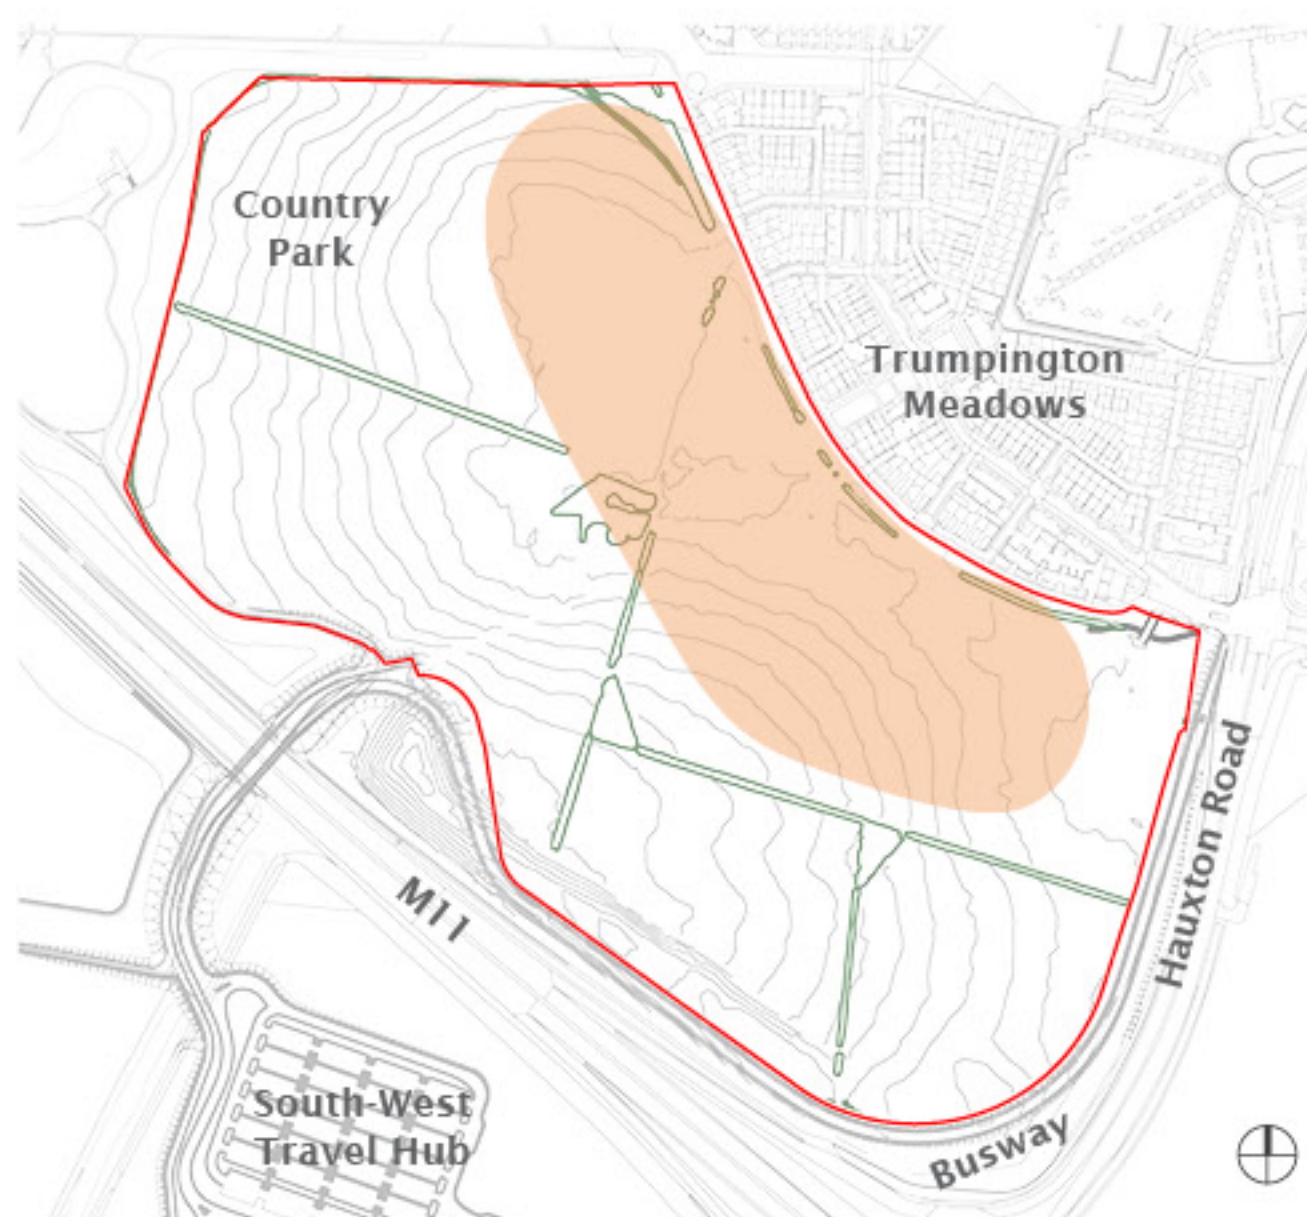 Country
Park
Trumpington
Meadows
M11
Hauxton Road
South-West
Travel Hub
Busway